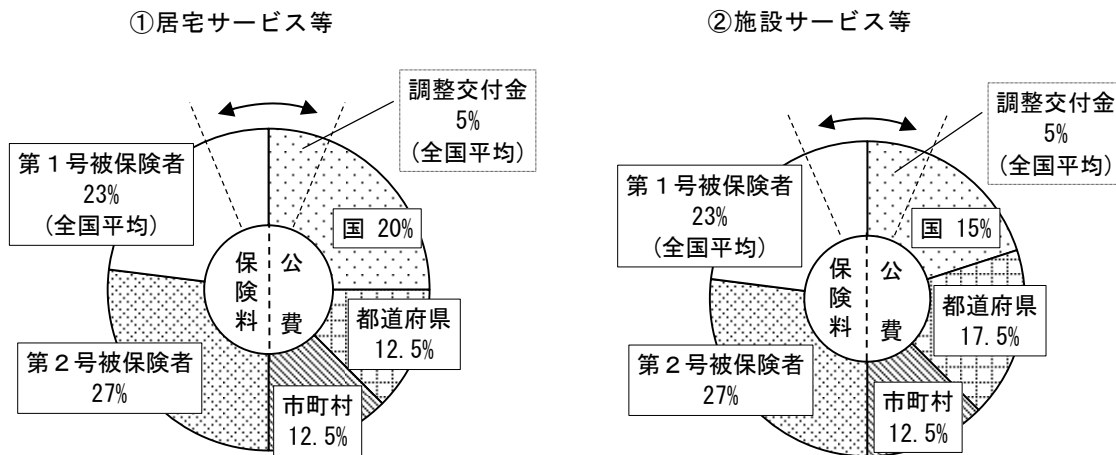 ①居宅サービス等
調整交付金
5%
(全国平均)
第１号被保険者
23%
(全国平均)
国 20%
保険料
公費
都道府県
12.5%
第２号被保険者
27%
市町村
12.5%
②施設サービス等
調整交付金
5%
(全国平均)
第１号被保険者
23%
(全国平均)
国 15%
保険料
公費
都道府県
17.5%
第２号被保険者
27%
市町村
12.5%